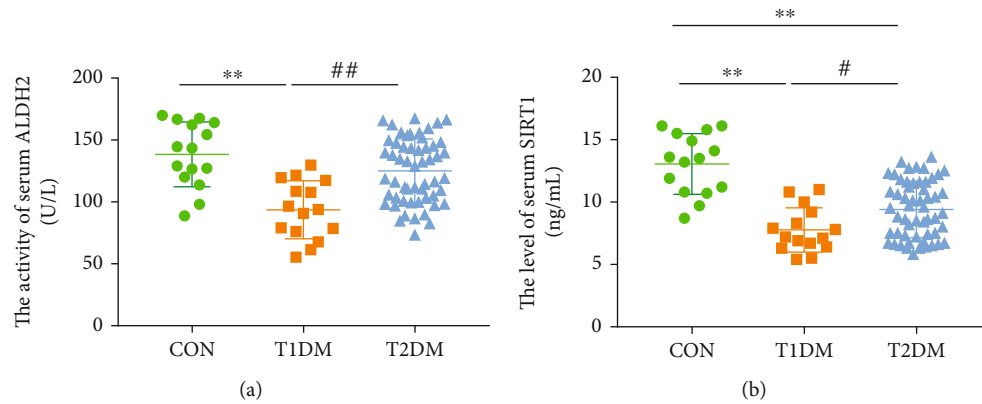 The activity of serum ALDH2
(U/L)
200
150
100
50
0
**
##
CON
T1DM
T2DM
(a)
The level of serum SIRT1
(ng/mL)
20
15
10
5
0
**
**
#
CON
T1DM
T2DM
(b)